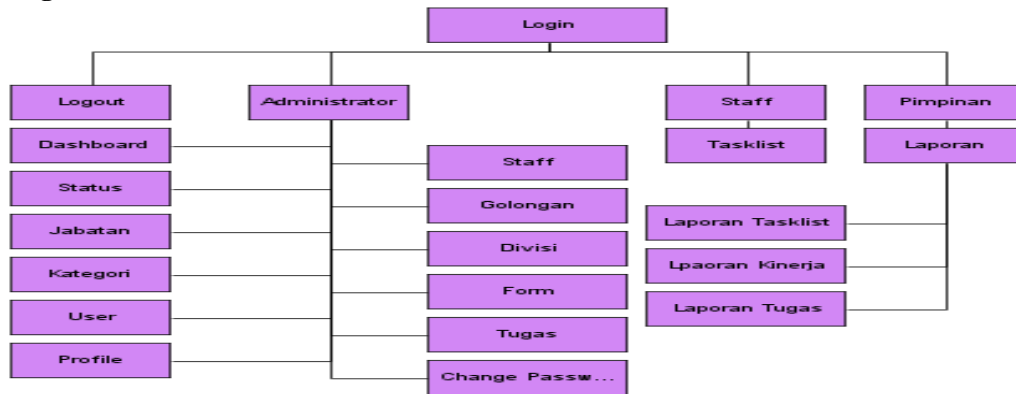 Login
Logout
Administrator
Staff
Pimpinan
Dashboard
Tasklist
Laporan
Staff
Status
Golongan
Laporan Tasklist
Jabatan
Divisi
Lpaoran Kinerja
Kategori
Form
Laporan Tugas
User
Tugas
Profile
Change Passw...